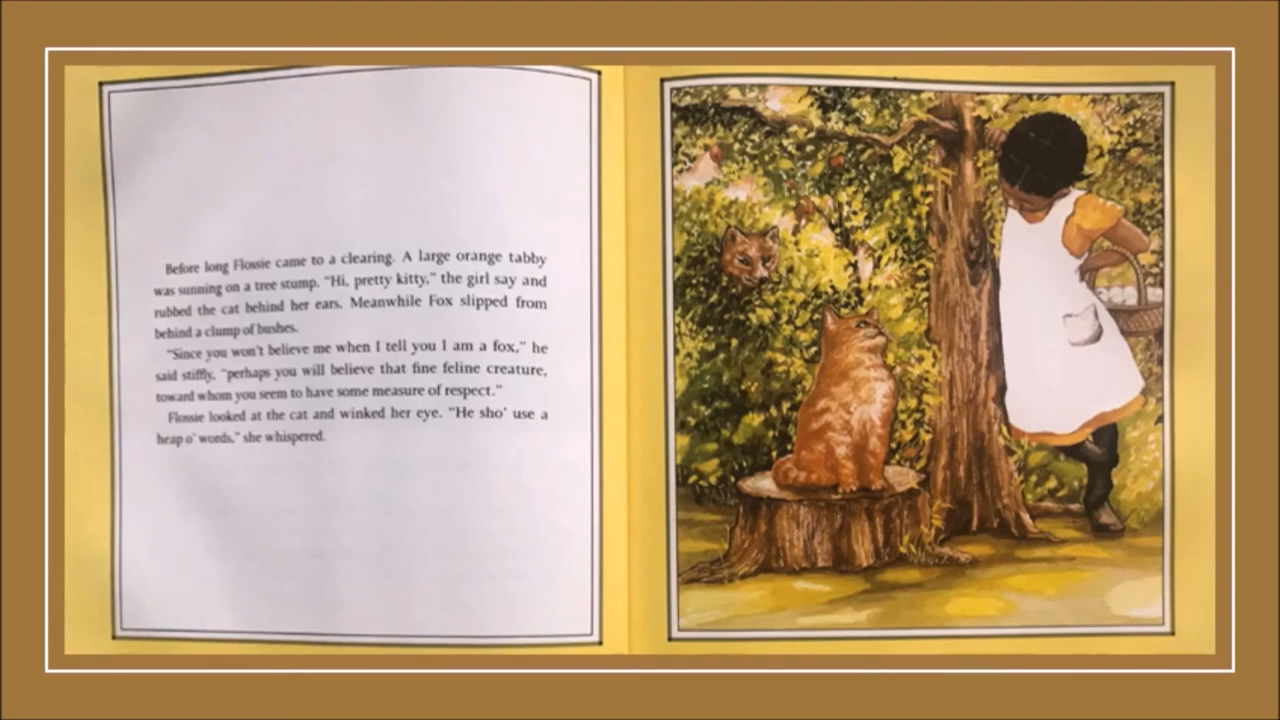 Before long Flossie came to a clearing. A large orange tabby
was sunning on a tree stump. "Hi, pretty kitty," the girl say and
rubbed the cat behind her ears. Meanwhile Fox slipped from
behind a clump of bushes.
"Since you won't believe me when I tell you I am a fox," he
said stiffly, "perhaps you will believe that fine feline creature,
toward whom you seem to have some measure of respect."
Flossie looked at the cat and winked her eye. "He sho' use a
heap o' words," she whispered.